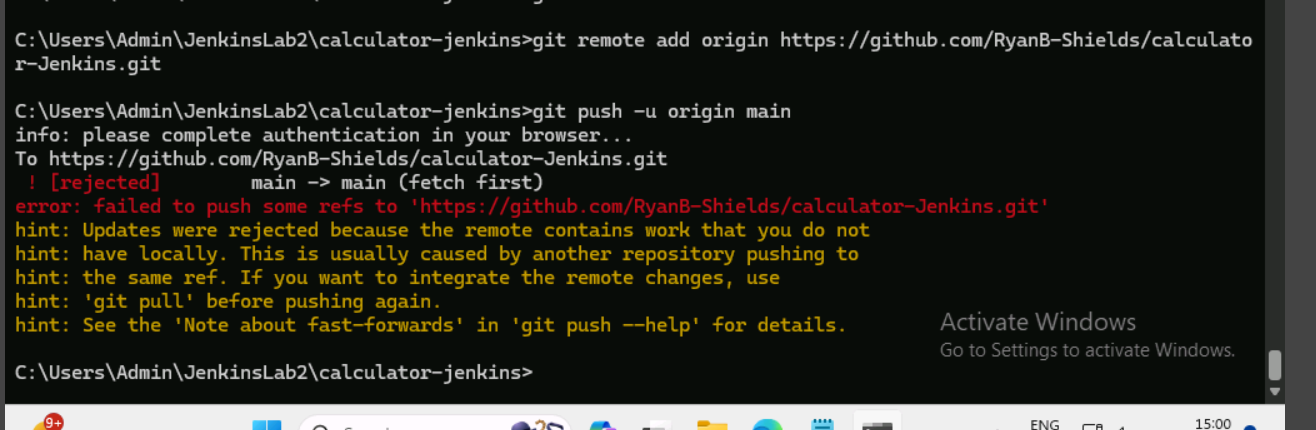 C:\Users\Admin\JenkinsLab2\calculator-jenkins>git remote add origin https://github.com/RyanB-Shields/calculato
r-Jenkins.git
C:\Users\Admin\JenkinsLab2\calculator-jenkins>git push -u origin main
info: please complete authentication in your browser...
To https://github.com/RyanB-Shields/calculator-Jenkins.git
 ! [rejected]        main -> main (fetch first)
error: failed to push some refs to 'https://github.com/RyanB-Shields/calculator-Jenkins.git'
hint: Updates were rejected because the remote contains work that you do not
hint: have locally. This is usually caused by another repository pushing to
hint: the same ref. If you want to integrate the remote changes, use
hint: 'git pull' before pushing again.
hint: See the 'Note about fast-forwards' in 'git push --help' for details.
Activate Windows
Go to Settings to activate Windows.
C:\Users\Admin\JenkinsLab2\calculator-jenkins>
9+
ENG
15:00